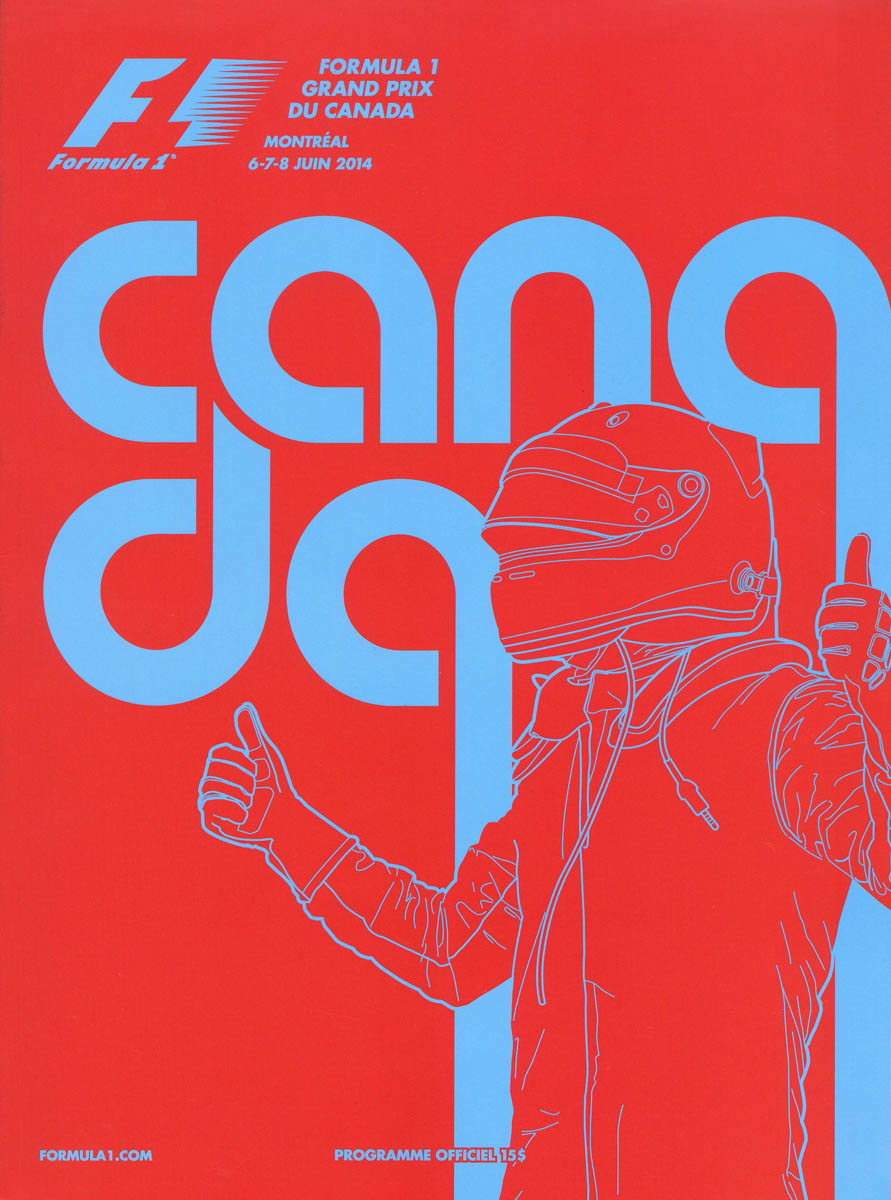 F1
Formula 1®
FORMULA 1
GRAND PRIX
DU CANADA
MONTRÉAL
6-7-8 JUIN 2014
cana
da
FORMULA1.COM
PROGRAMME OFFICIEL 15$